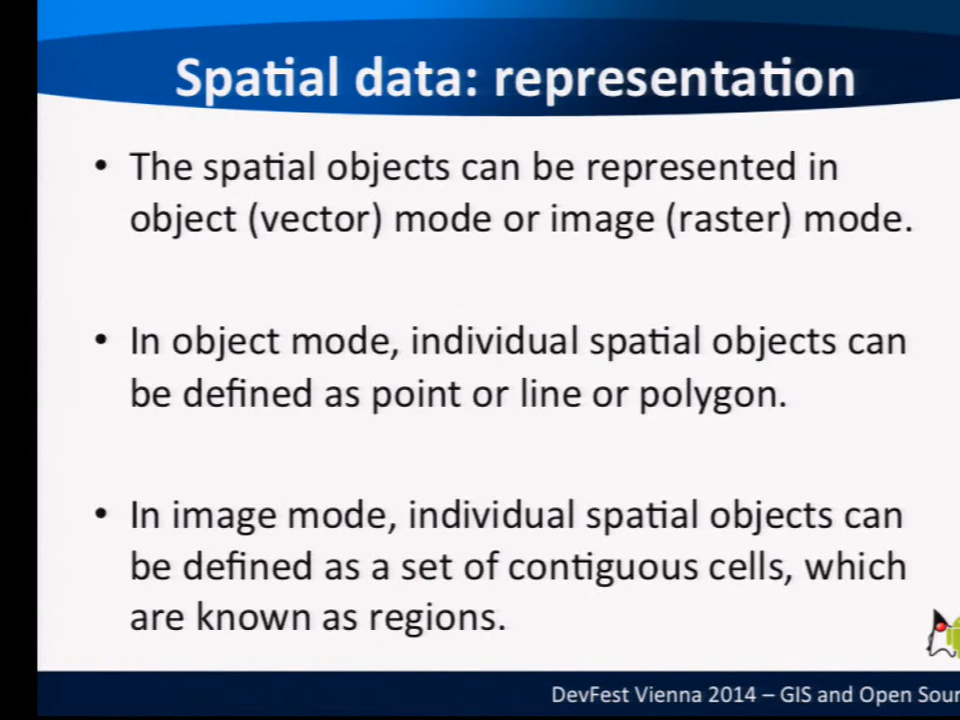 Spatial data: representation
• The spatial objects can be represented in
object (vector) mode or image (raster) mode.
• In object mode, individual spatial objects can
be defined as point or line or polygon.
• In image mode, individual spatial objects can
be defined as a set of contiguous cells, which
are known as regions.
DevFest Vienna 2014 – GIS and Open